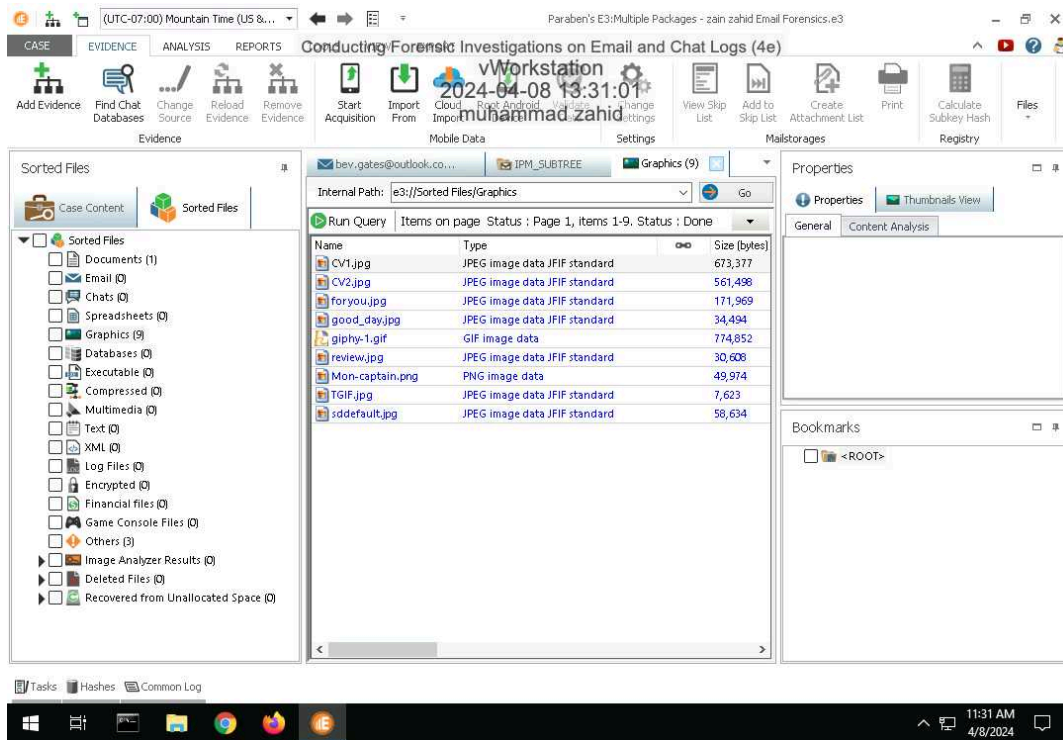 (UTC-07:00) Mountain Time (US &...
Paraben's E3:Multiple Packages - zain zahid Email Forensics.e3
CASE
EVIDENCE
ANALYSIS
REPORTS
Conducting Forensic Investigations on Email and Chat Logs (4e)
vWorkstation
2024-04-08 13:31:01
muhammad zahid
Add Evidence
Find Chat Databases
Change Source
Reload Evidence
Remove Evidence
Start Acquisition
Import From
Cloud Import
Root Android
Change Settings
View Skip List
Add to Skip List
Create Attachment List
Print
Calculate Subkey Hash
Files
Evidence
Mobile Data
Settings
Mailstorages
Registry
Sorted Files
Case Content
Sorted Files
Sorted Files
Documents (1)
Email (0)
Chats (0)
Spreadsheets (0)
Graphics (9)
Databases (0)
Executable (0)
Compressed (0)
Multimedia (0)
Text (0)
XML (0)
Log Files (0)
Encrypted (0)
Financial files (0)
Game Console Files (0)
Others (3)
Image Analyzer Results (0)
Deleted Files (0)
Recovered from Unallocated Space (0)
bev.gates@outlook.co...
IPM_SUBTREE
Graphics (9)
Internal Path: e3://Sorted Files/Graphics
Go
Run Query Items on page Status : Page 1, items 1-9. Status : Done
Name Type Size (bytes)
CV1.jpg JPEG image data JFIF standard 673,377
CV2.jpg JPEG image data JFIF standard 561,498
foryou.jpg JPEG image data JFIF standard 171,969
good_day.jpg JPEG image data JFIF standard 34,494
giphy-1.gif GIF image data 774,852
review.jpg JPEG image data JFIF standard 30,608
Mon-captain.png PNG image data 49,974
TGIF.jpg JPEG image data JFIF standard 7,623
sddefault.jpg JPEG image data JFIF standard 58,634
Properties
Properties
Thumbnails View
General
Content Analysis
Bookmarks
<ROOT>
Tasks
Hashes
Common Log
11:31 AM
4/8/2024